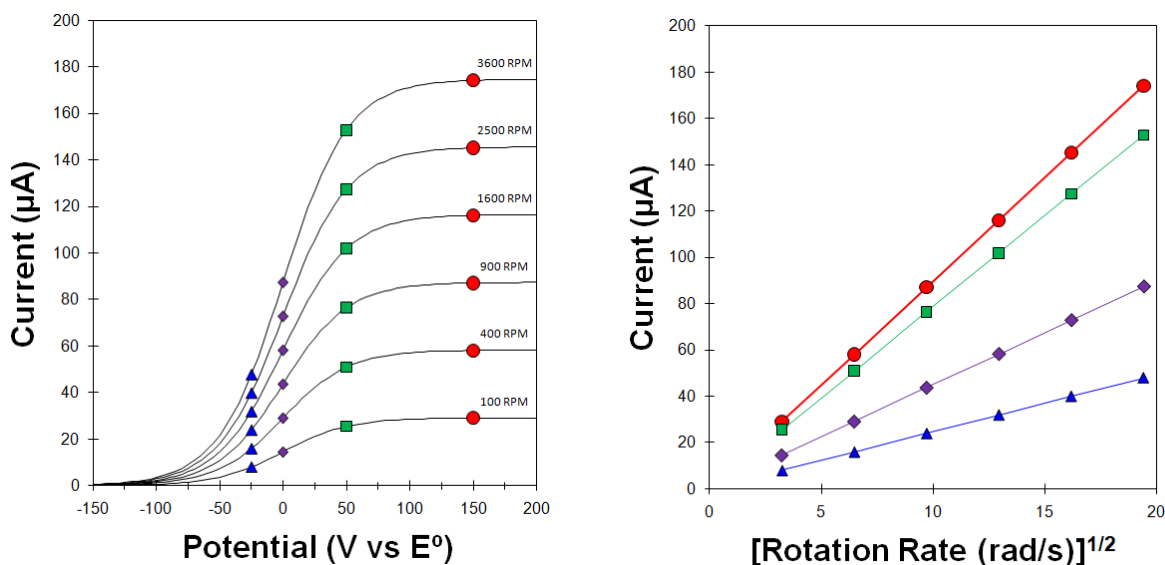 200
180
160
140
120
100
80
60
40
20
0
Current (µA)
3600 RPM
2500 RPM
1600 RPM
900 RPM
400 RPM
100 RPM
-150 -100 -50 0 50 100 150 200
Potential (V vs Eº)
200
180
160
140
120
100
80
60
40
20
0
Current (µA)
0 5 10 15 20
[Rotation Rate (rad/s)]1/2